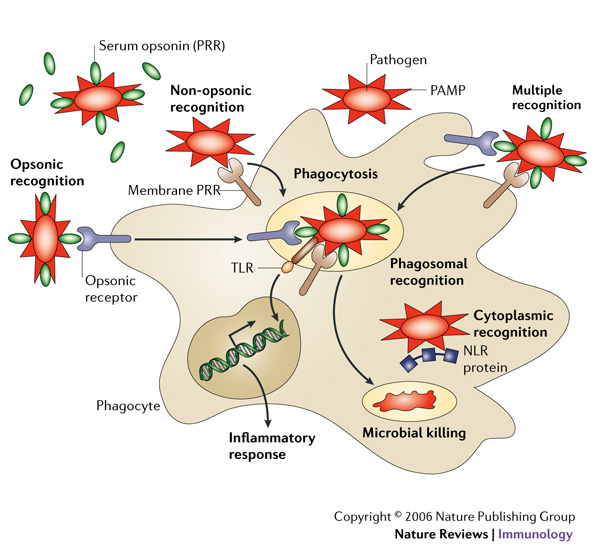 Serum opsonin (PRR)
Pathogen
PAMP
Non-opsonic
recognition
Multiple
recognition
Opsonic
recognition
Phagocytosis
Membrane PRR
TLR
Opsonic
receptor
Phagosomal
recognition
Cytoplasmic
recognition
NLR
protein
Phagocyte
Inflammatory
response
Microbial killing
Copyright © 2006 Nature Publishing Group
Nature Reviews | Immunology